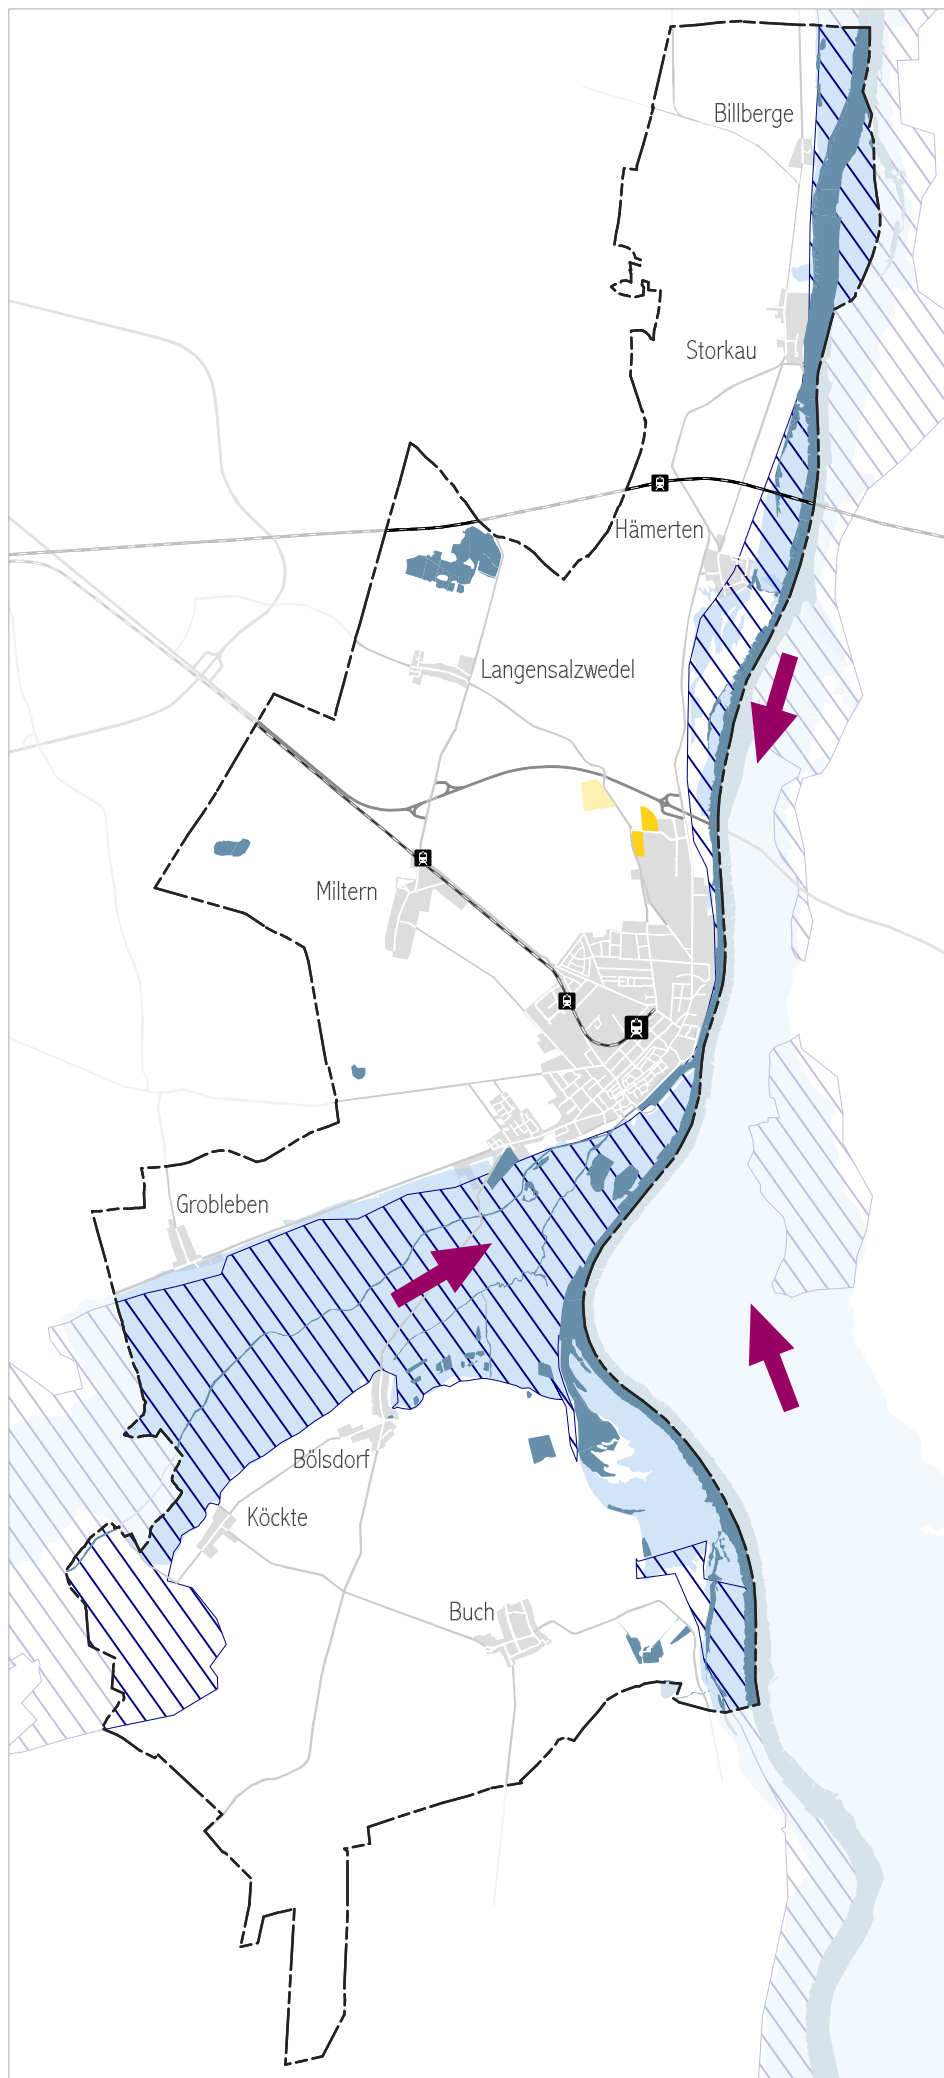 Billberge
Storkau
Hämerten
Langensalzwedel
Miltern
Grobleben
Bölsdorf
Köckte
Buch